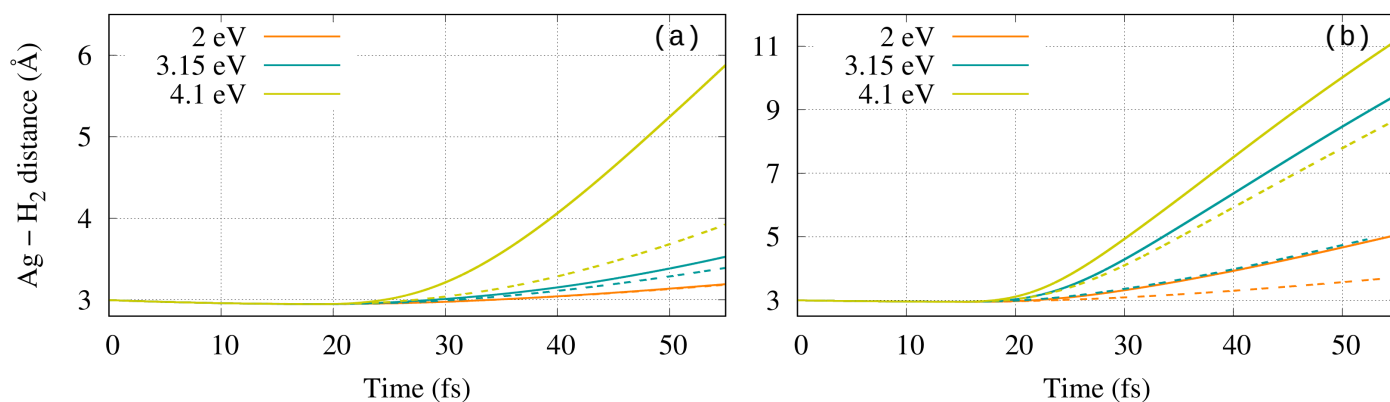 (a)
2 eV
3.15 eV
4.1 eV
6
5
4
3
0 10 20 30 40 50
Time (fs)
Ag – H2 distance (Å)
(b)
2 eV
3.15 eV
4.1 eV
11
9
7
5
3
0 10 20 30 40 50
Time (fs)